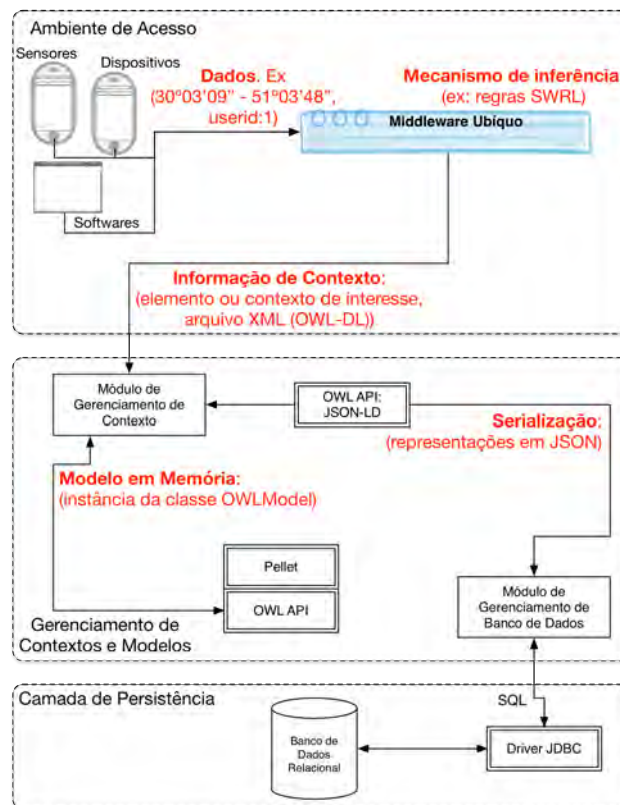 Ambiente de Acesso
Sensores
Dispositivos
Softwares
Dados. Ex
(30º03'09" - 51º03'48",
userid:1)
Mecanismo de inferência
(ex: regras SWRL)
Middleware Ubíquo
Informação de Contexto:
(elemento ou contexto de interesse,
arquivo XML (OWL-DL))
Módulo de
Gerenciamento de
Contexto
OWL API:
JSON-LD
Serialização:
(representações em JSON)
Modelo em Memória:
(instância da classe OWLModel)
Pellet
OWL API
Módulo de
Gerenciamento de
Banco de Dados
Gerenciamento de
Contextos e Modelos
Camada de Persistência
SQL
Banco de
Dados
Relacional
Driver JDBC